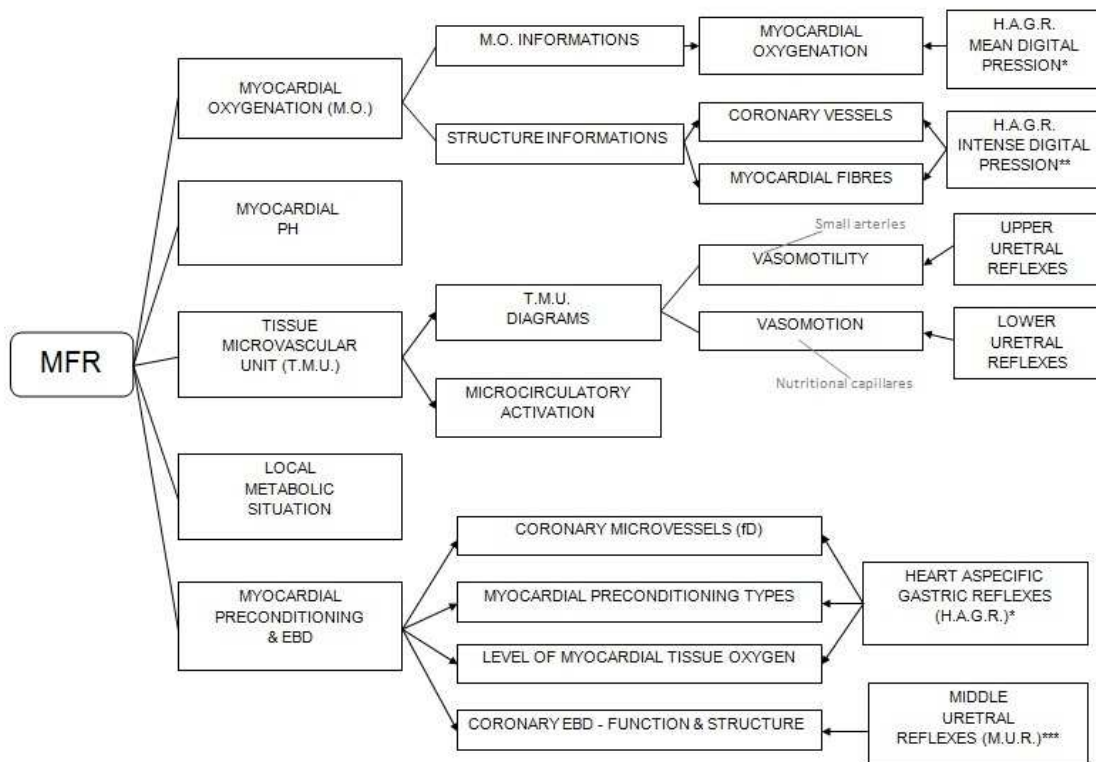 M.O. INFORMATIONS
MYOCARDIAL
OXYGENATION
H.A.G.R.
MEAN DIGITAL
PRESSION*
MYOCARDIAL
OXYGENATION (M.O.)
STRUCTURE INFORMATIONS
CORONARY VESSELS
MYOCARDIAL FIBRES
H.A.G.R.
INTENSE DIGITAL
PRESSION**
MYOCARDIAL
PH
Small arteries
VASOMOTILITY
UPPER
URETRAL
REFLEXES
MFR
TISSUE
MICROVASCULAR
UNIT (T.M.U.)
T.M.U.
DIAGRAMS
VASOMOTION
LOWER
URETRAL
REFLEXES
Nutritional capillares
MICROCIRCULATORY
ACTIVATION
LOCAL
METABOLIC
SITUATION
MYOCARDIAL
PRECONDITIONING
& EBD
CORONARY MICROVESSELS (fD)
MYOCARDIAL PRECONDITIONING TYPES
LEVEL OF MYOCARDIAL TISSUE OXYGEN
CORONARY EBD - FUNCTION & STRUCTURE
HEART ASPECIFIC
GASTRIC REFLEXES
(H.A.G.R.)*
MIDDLE
URETRAL
REFLEXES (M.U.R.)***